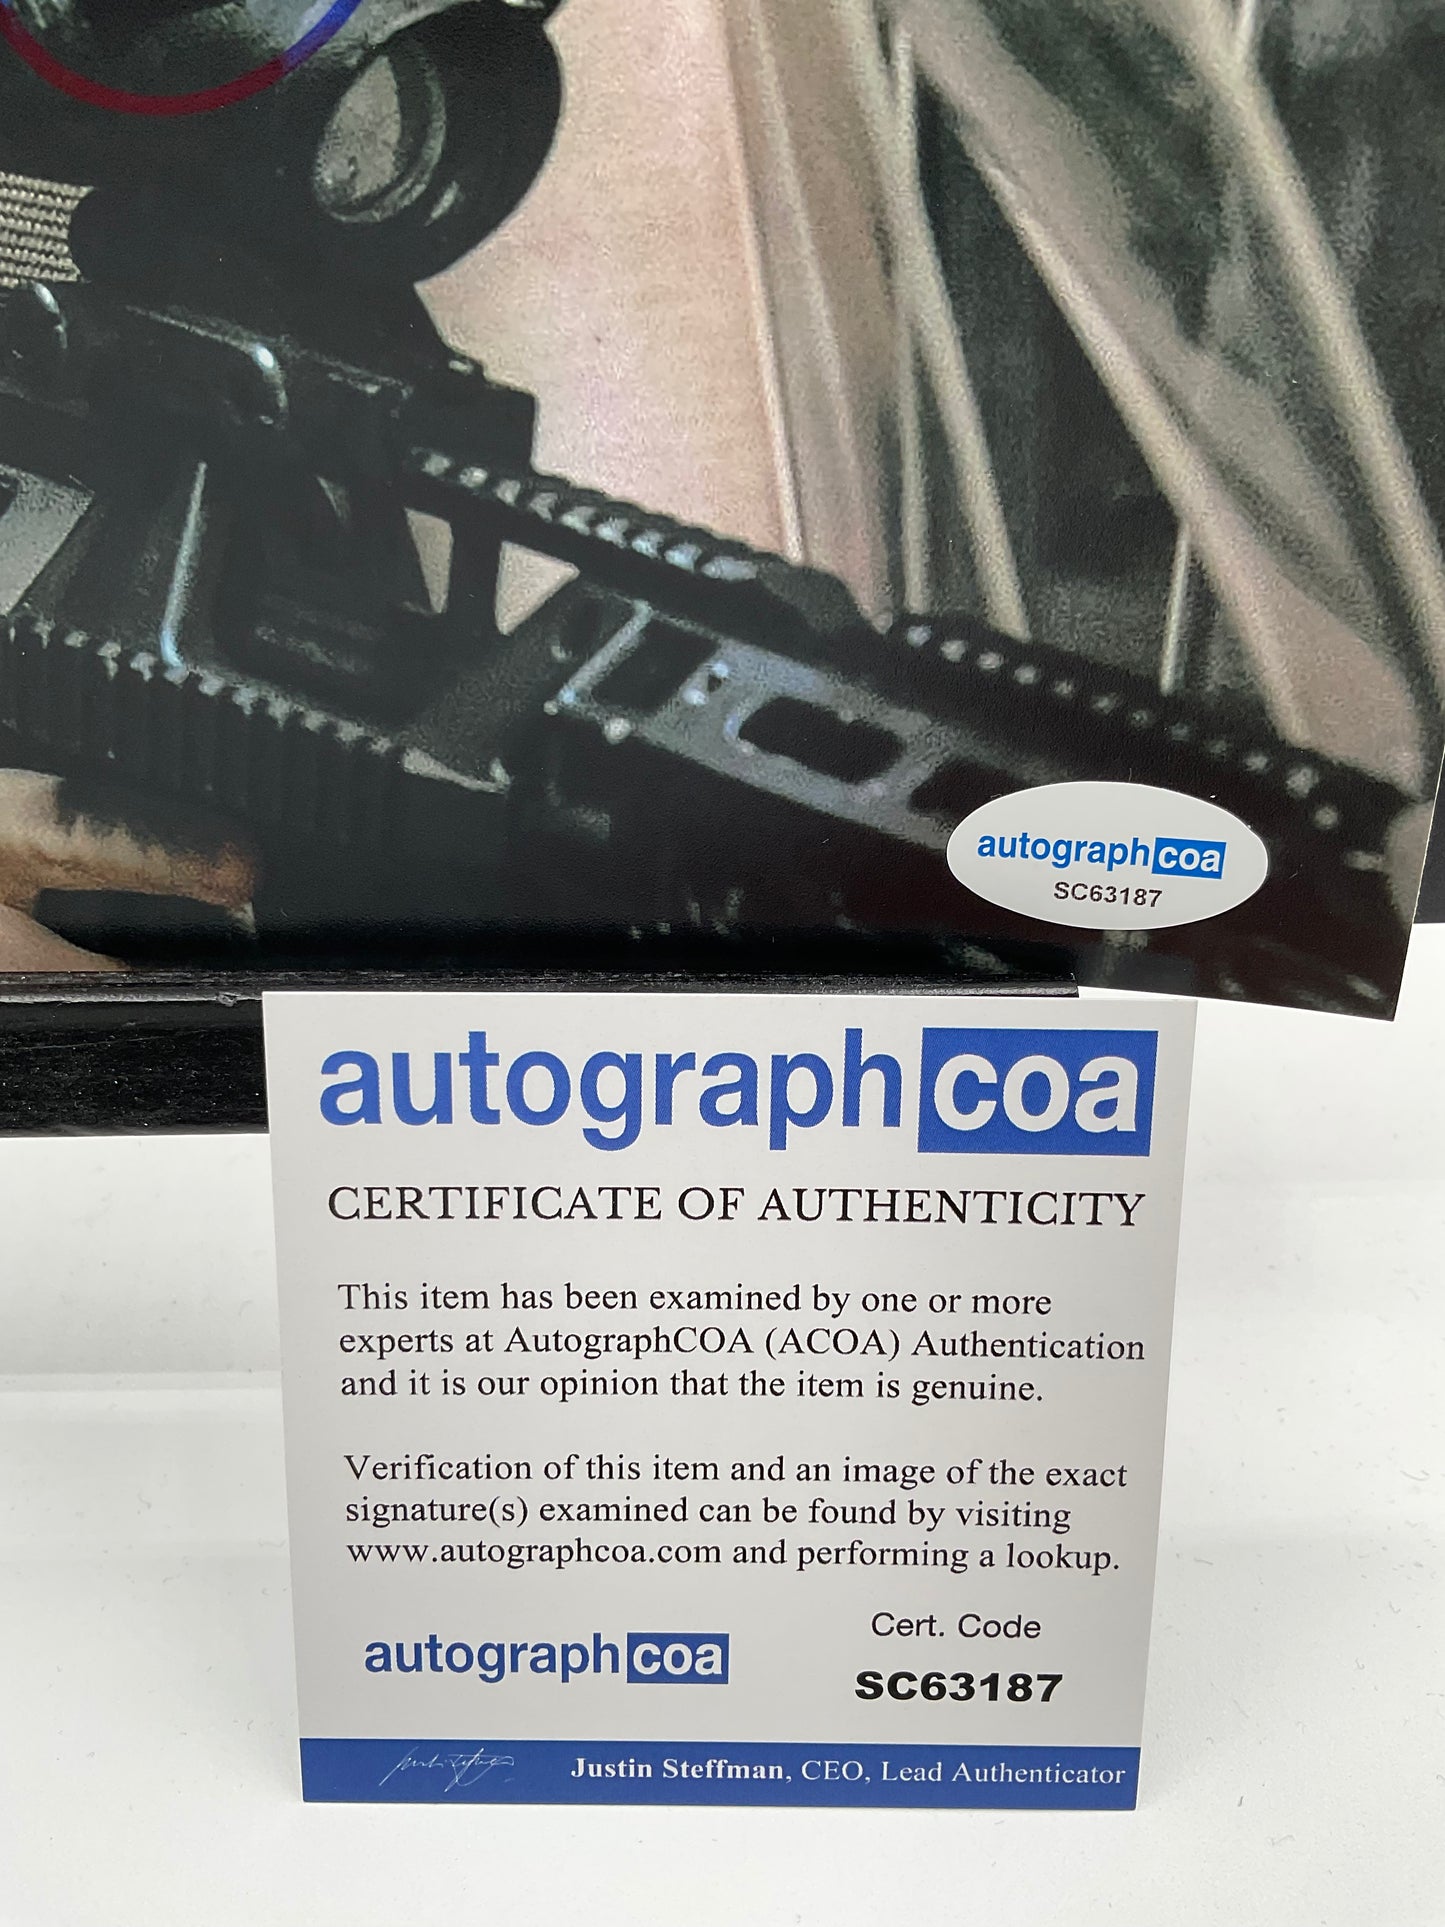 autographcoa
SC63187
autographcoa
CERTIFICATE OF AUTHENTICITY
This item has been examined by one or more
experts at AutographCOA (ACOA) Authentication
and it is our opinion that the item is genuine.
Verification of this item and an image of the exact
signature(s) examined can be found by visiting
www.autographcoa.com and performing a lookup.
Cert. Code
autographcoa
SC63187
Justin Steffman, CEO, Lead Authenticator